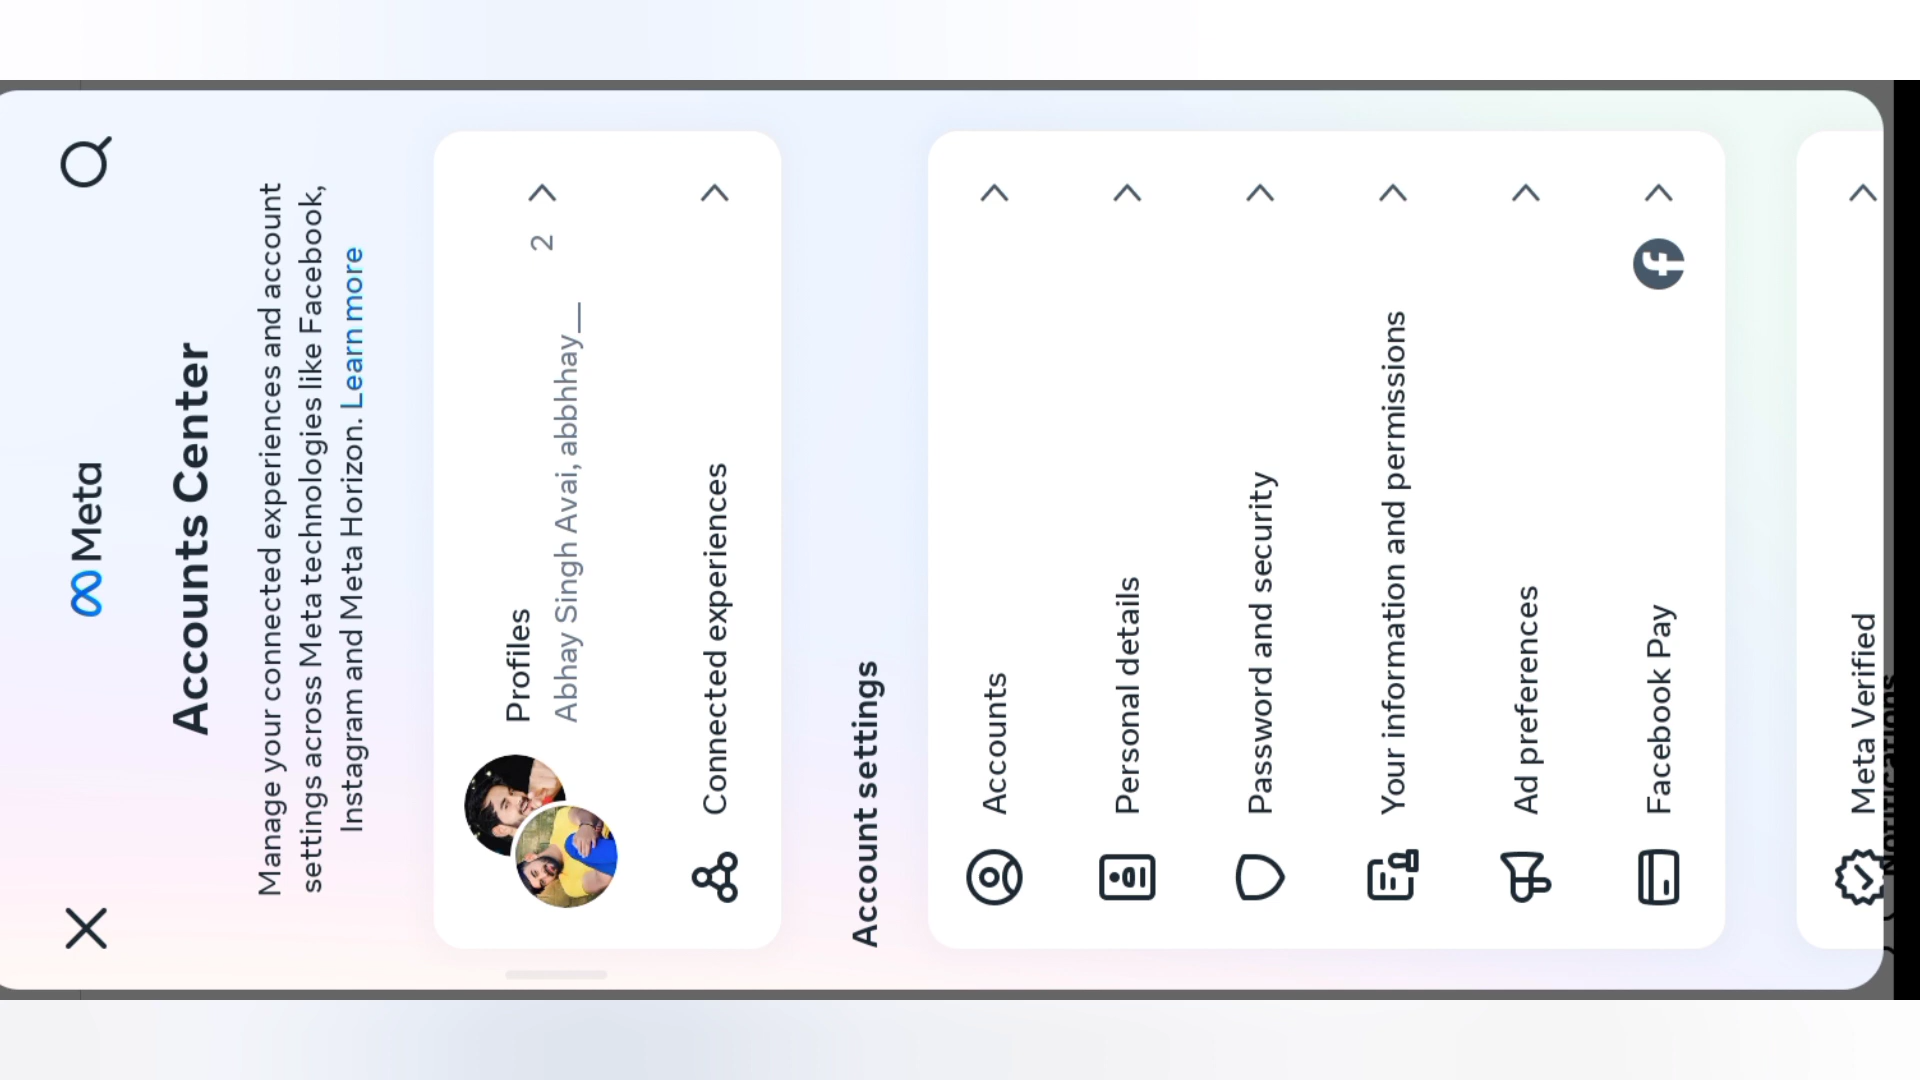 Meta
Accounts Center
Manage your connected experiences and account
settings across Meta technologies like Facebook,
Instagram and Meta Horizon. Learn more
Profiles
Abhay Singh Avai, abbhhay__
2
Connected experiences
Account settings
Accounts
Personal details
Password and security
Your information and permissions
Ad preferences
Facebook Pay
Meta Verified